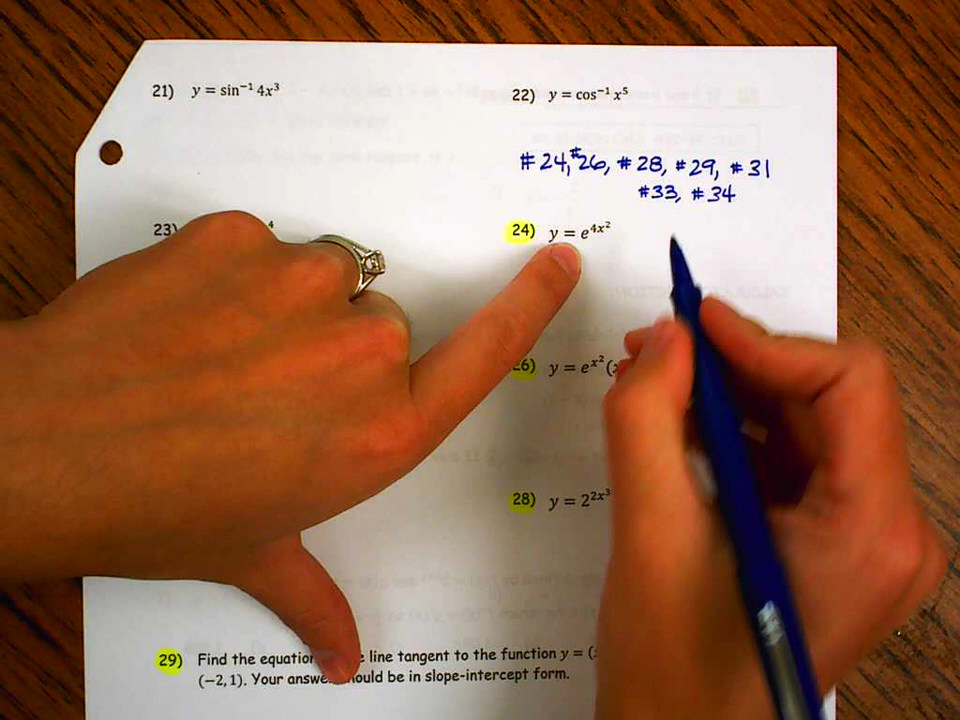 21) y = sin⁻¹ 4x³
22) y = cos⁻¹ x⁵
#24, #26, #28, #29, #31
#33, #34
23)
24) y = e^{4x²}
26) y = e^{x²}(
28) y = 2^{2x³}
29) Find the equation line tangent to the function y = (
(−2, 1). Your answe ould be in slope-intercept form.